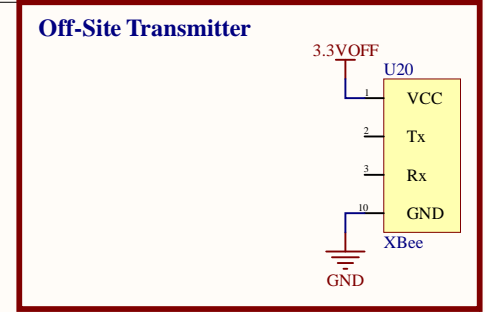 Off-Site Transmitter
3.3VOFF
U20
1 VCC
2 Tx
3 Rx
10 GND
XBee
GND